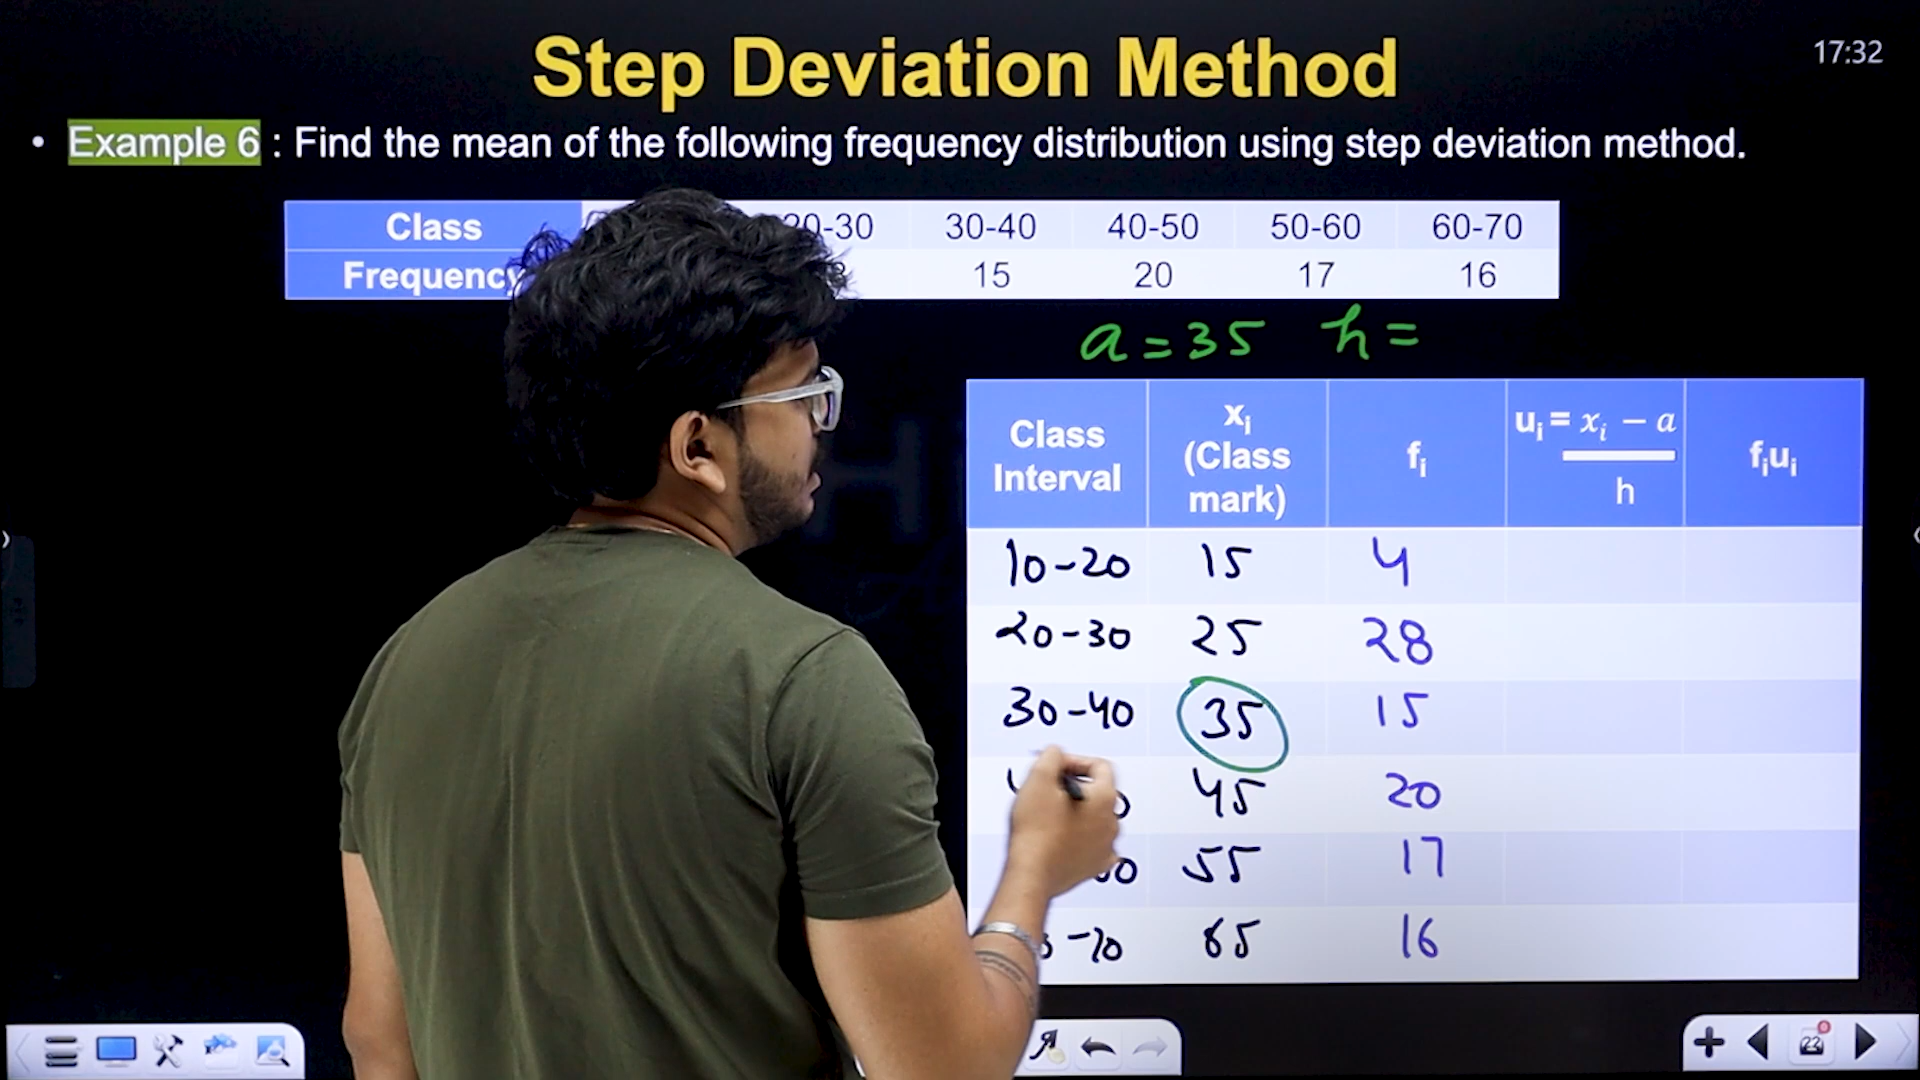 Step Deviation Method
17:32
• Example 6 : Find the mean of the following frequency distribution using step deviation method.
Class 20-30 30-40 40-50 50-60 60-70
Frequency 15 20 17 16
a = 35 h =
Class Interval xᵢ (Class mark) fᵢ uᵢ = xᵢ − a / h fᵢuᵢ
10-20 15 4
20-30 25 28
30-40 35 15
45 20
55 17
-70 65 16
22